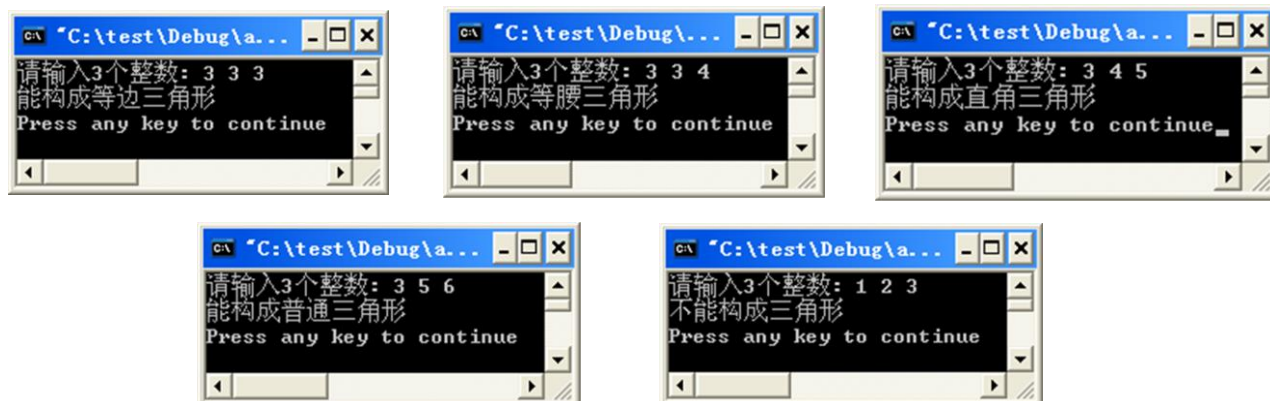 "C:\test\Debug\a...
请输入3个整数: 3 3 3
能构成等边三角形
Press any key to continue
"C:\test\Debug\...
请输入3个整数: 3 3 4
能构成等腰三角形
Press any key to continue
"C:\test\Debug\a...
请输入3个整数: 3 4 5
能构成直角三角形
Press any key to continue_
"C:\test\Debug\a...
请输入3个整数: 3 5 6
能构成普通三角形
Press any key to continue
"C:\test\Debug\a...
请输入3个整数: 1 2 3
不能构成三角形
Press any key to continue